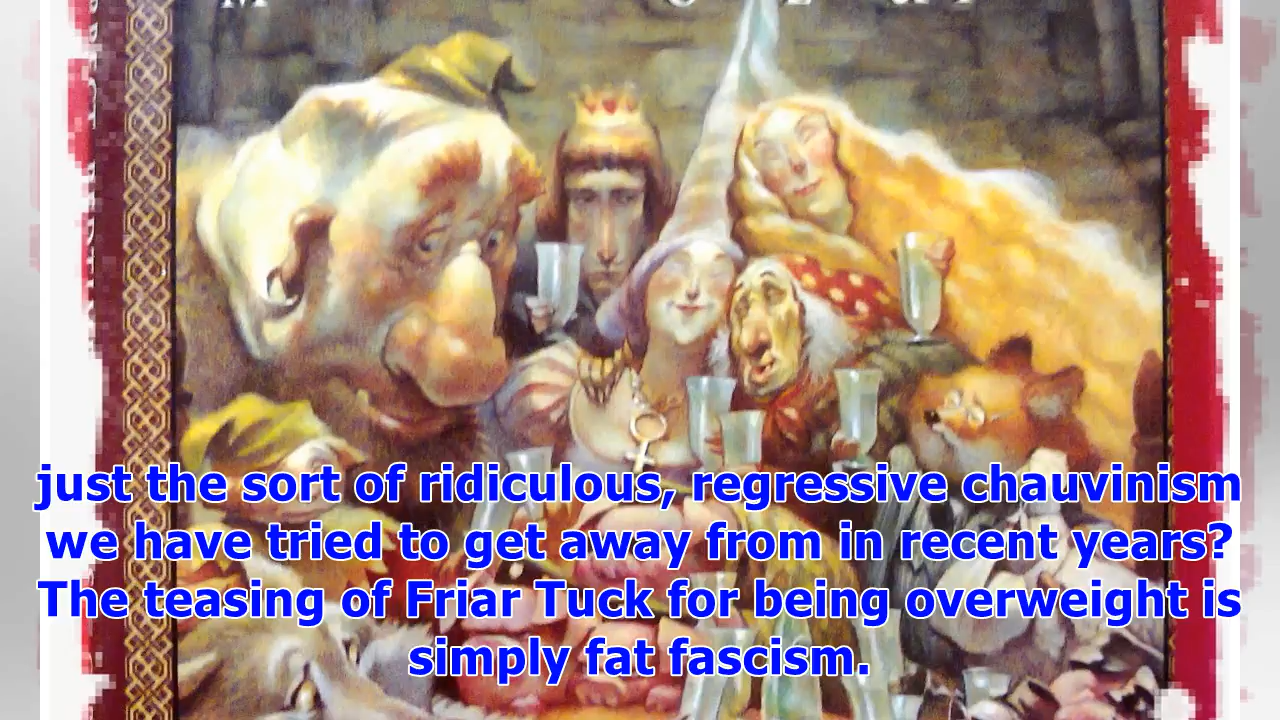 just the sort of ridiculous, regressive chauvinism
we have tried to get away from in recent years?
The teasing of Friar Tuck for being overweight is
simply fat fascism.